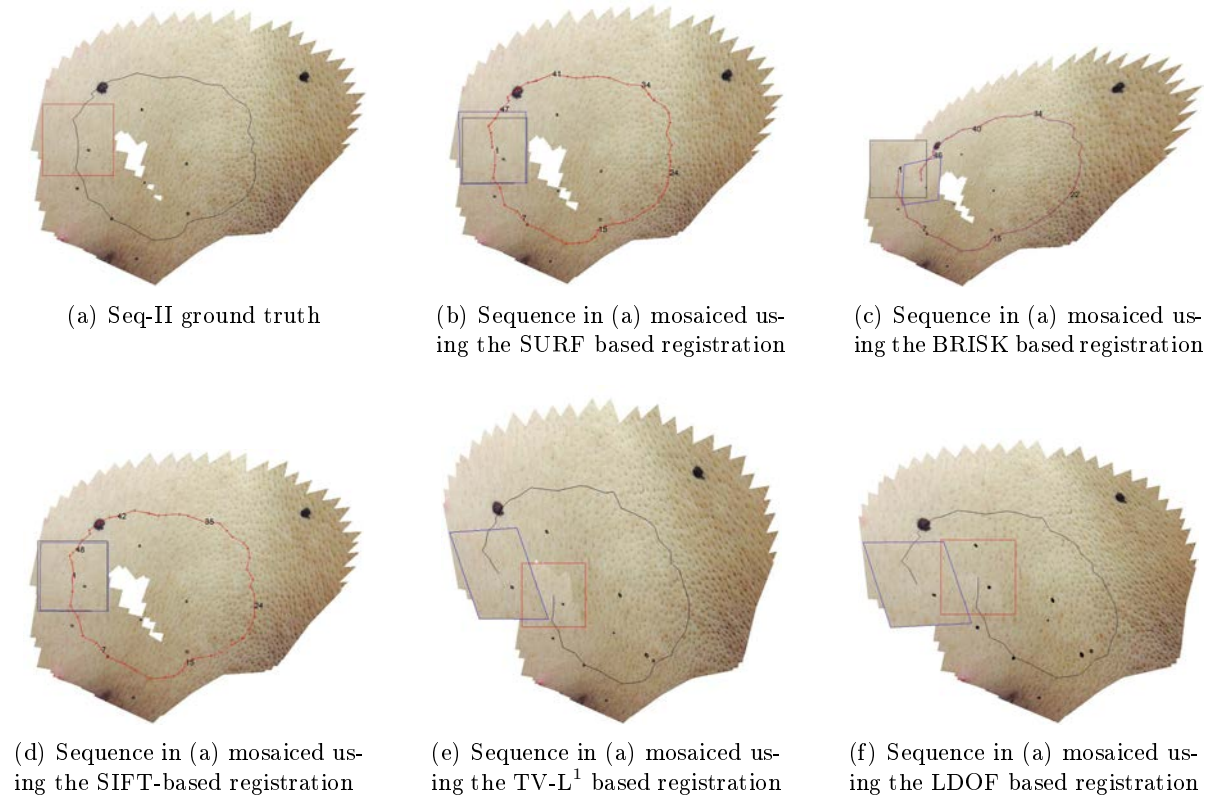 41
34
47
1
24
7
15
34
40
46
1
22
7
15
(a) Seq-II ground truth
(b) Sequence in (a) mosaiced us-
ing the SURF based registration
(c) Sequence in (a) mosaiced us-
ing the BRISK based registration
42
35
48
1
24
7
15
(d) Sequence in (a) mosaiced us-
ing the SIFT-based registration
(e) Sequence in (a) mosaiced us-
ing the TV-L¹ based registration
(f) Sequence in (a) mosaiced us-
ing the LDOF based registration